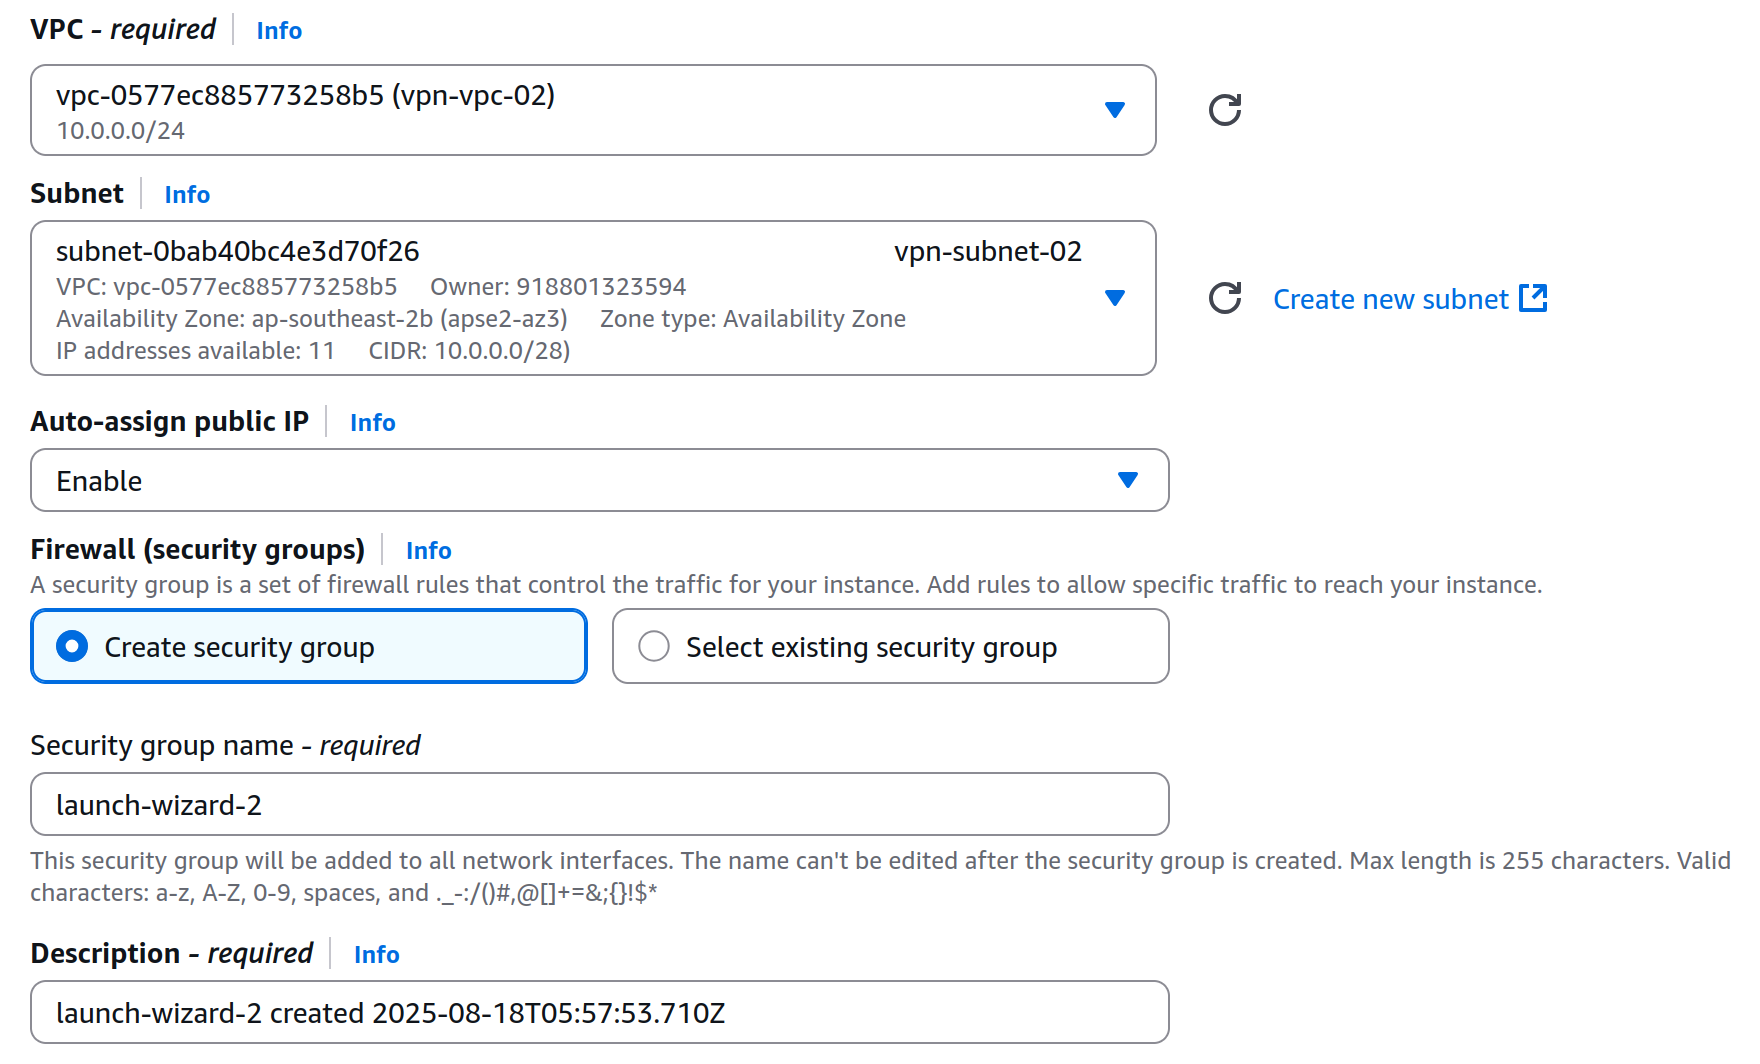 VPC - required Info
vpc-0577ec885773258b5 (vpn-vpc-02)
10.0.0.0/24
Subnet Info
subnet-0bab40bc4e3d70f26 vpn-subnet-02
VPC: vpc-0577ec885773258b5 Owner: 918801323594
Availability Zone: ap-southeast-2b (apse2-az3) Zone type: Availability Zone
IP addresses available: 11 CIDR: 10.0.0.0/28)
Create new subnet
Auto-assign public IP Info
Enable
Firewall (security groups) Info
A security group is a set of firewall rules that control the traffic for your instance. Add rules to allow specific traffic to reach your instance.
Create security group Select existing security group
Security group name - required
launch-wizard-2
This security group will be added to all network interfaces. The name can't be edited after the security group is created. Max length is 255 characters. Valid
characters: a-z, A-Z, 0-9, spaces, and ._-:/()#,@[]+=&;{}!$*
Description - required Info
launch-wizard-2 created 2025-08-18T05:57:53.710Z